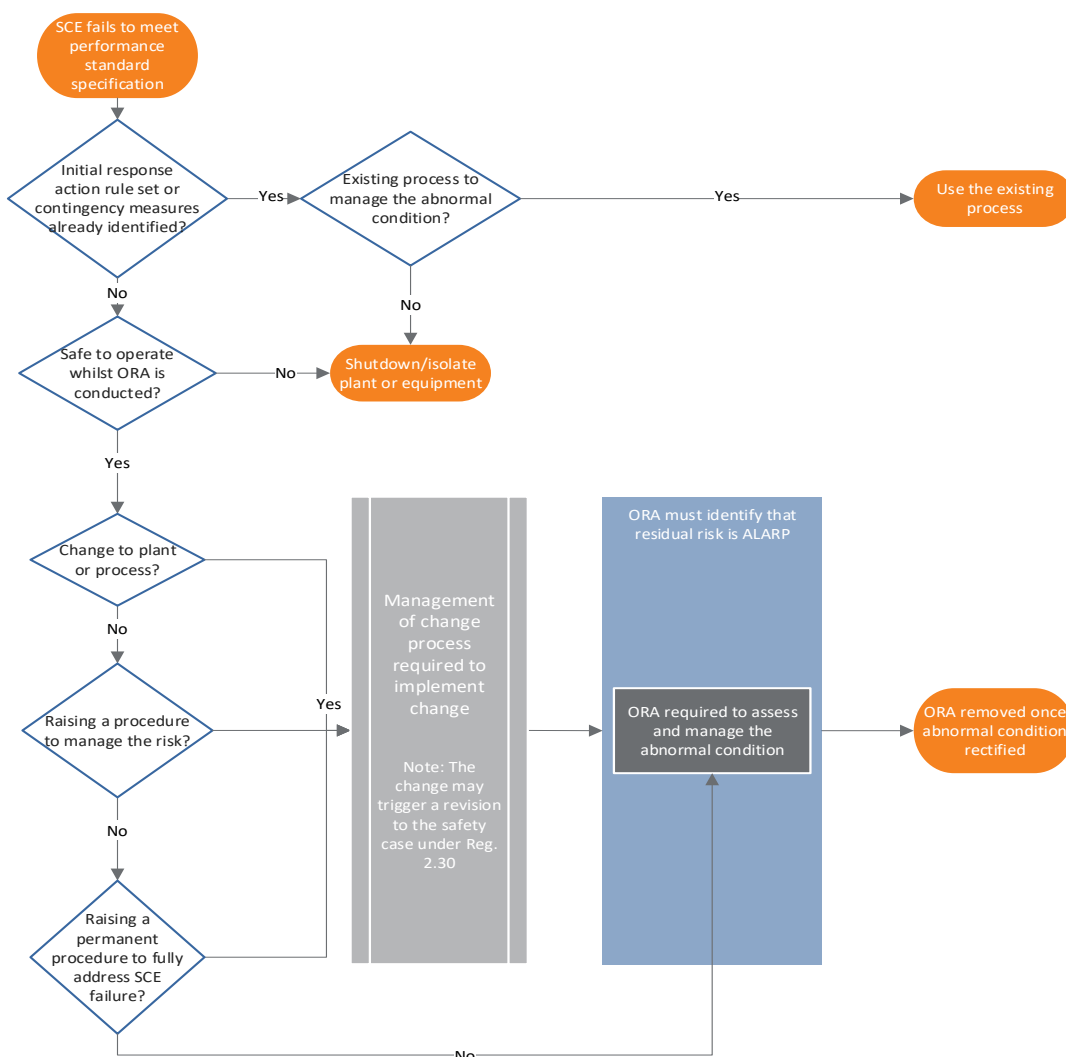 SCE fails to meet
performance
standard
specification
Initial response
action rule set or
contingency measures
already identified?
Yes
Existing process to
manage the abnormal
condition?
Yes
Use the existing
process
No
No
Safe to operate
whilst ORA is
conducted?
No
Shutdown/isolate
plant or equipment
Yes
Change to plant
or process?
No
Raising a procedure
to manage the risk?
Yes
No
Raising a
permanent
procedure to fully
address SCE
failure?
No
Management
of change
process
required to
implement
change
Note: The
change may
trigger a revision
to the safety
case under Reg.
2.30
ORA must identify that
residual risk is ALARP
ORA required to assess
and manage the
abnormal condition
ORA removed once
abnormal condition
rectified